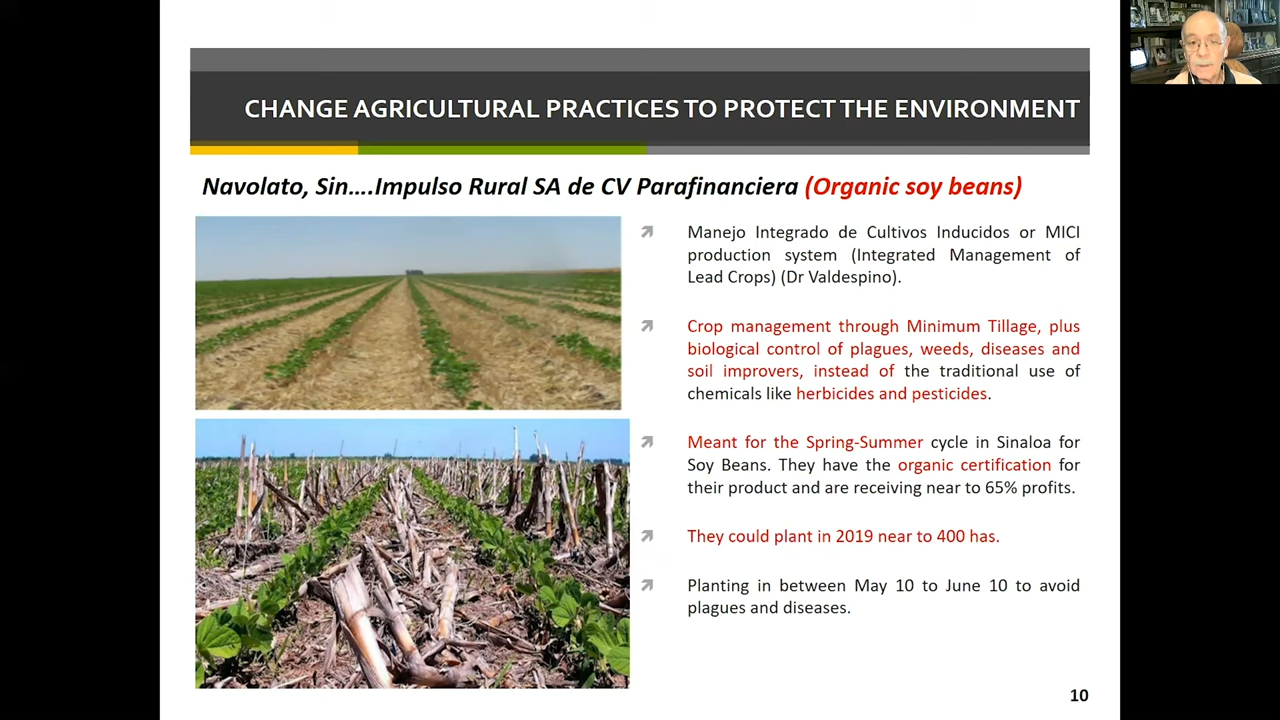 CHANGE AGRICULTURAL PRACTICES TO PROTECT THE ENVIRONMENT
Navolato, Sin....Impulso Rural SA de CV Parafinanciera (Organic soy beans)
Manejo Integrado de Cultivos Inducidos or MICI
production system (Integrated Management of
Lead Crops) (Dr Valdespino).
Crop management through Minimum Tillage, plus
biological control of plagues, weeds, diseases and
soil improvers, instead of the traditional use of
chemicals like herbicides and pesticides.
Meant for the Spring-Summer cycle in Sinaloa for
Soy Beans. They have the organic certification for
their product and are receiving near to 65% profits.
They could plant in 2019 near to 400 has.
Planting in between May 10 to June 10 to avoid
plagues and diseases.
10